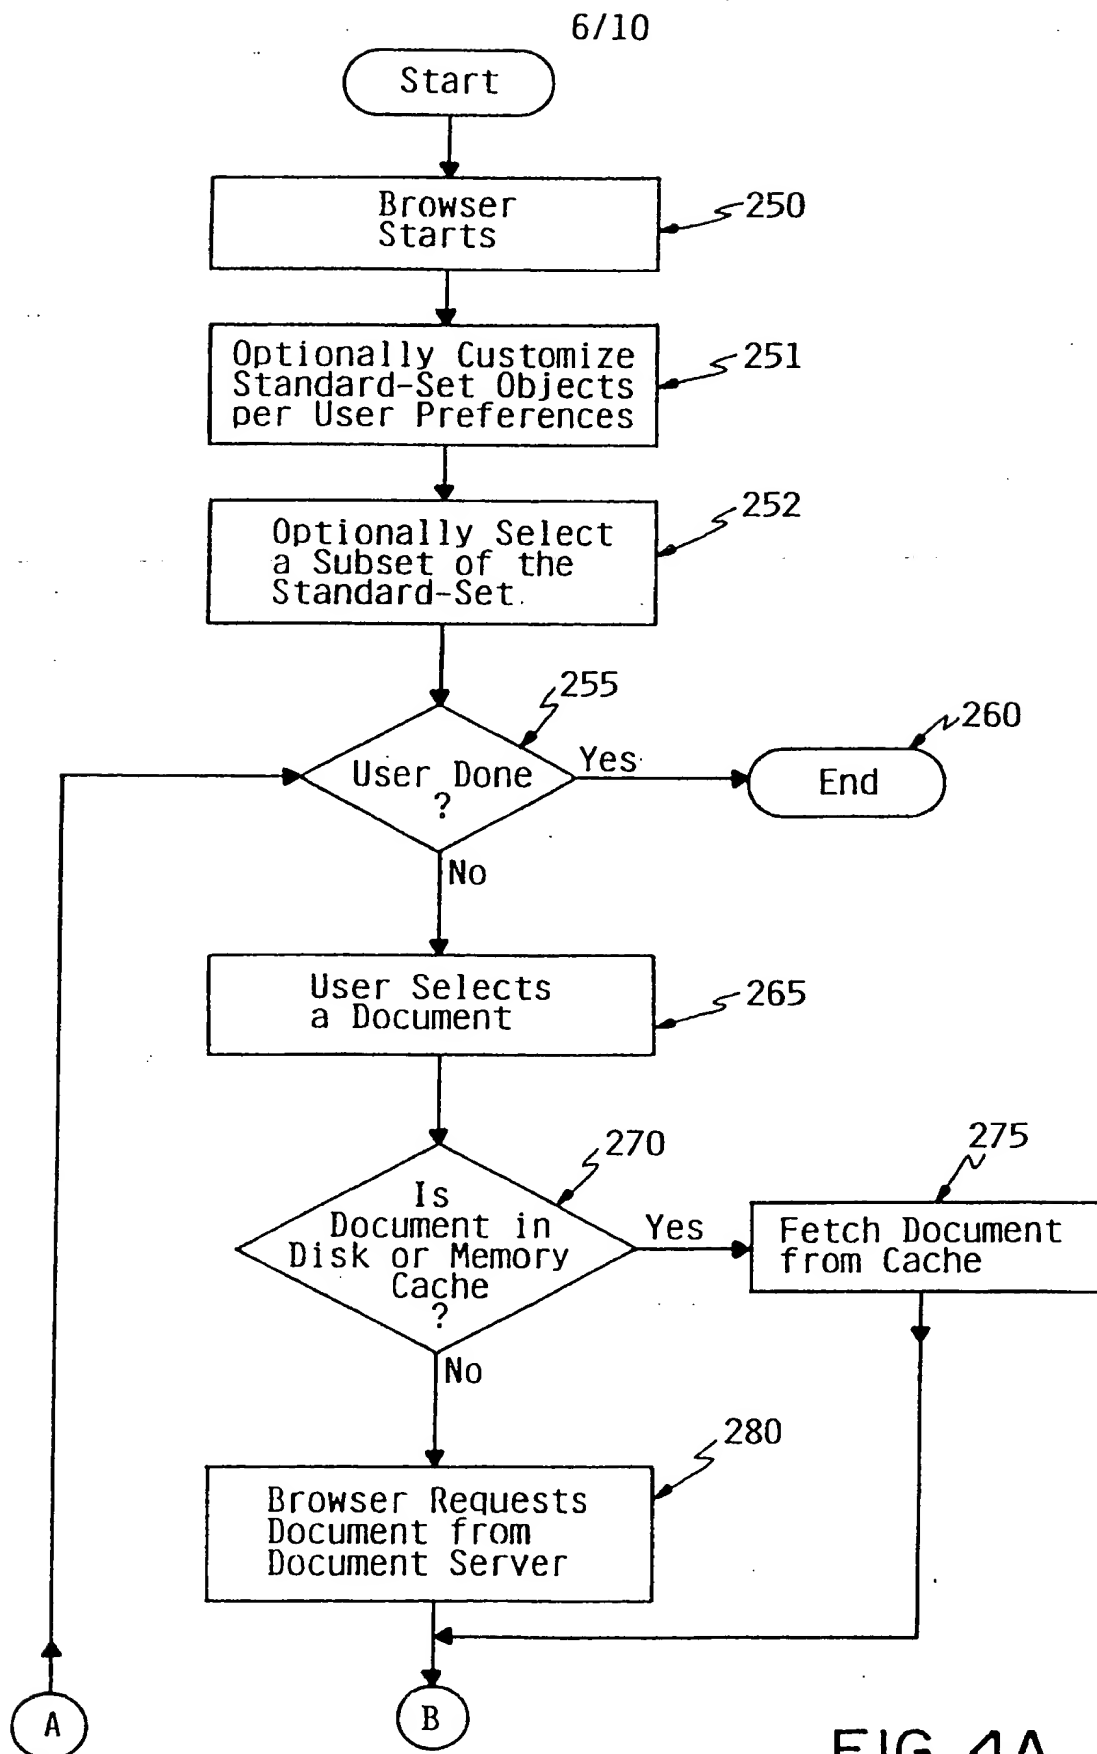 6/10
Start
Browser
Starts
250
Optionally Customize
Standard-Set Objects
per User Preferences
251
Optionally Select
a Subset of the
Standard-Set
252
255
User Done
?
Yes
260
End
No
User Selects
a Document
265
270
Is
Document in
Disk or Memory
Cache
?
Yes
275
Fetch Document
from Cache
No
280
Browser Requests
Document from
Document Server
A
B
FIG. 4A